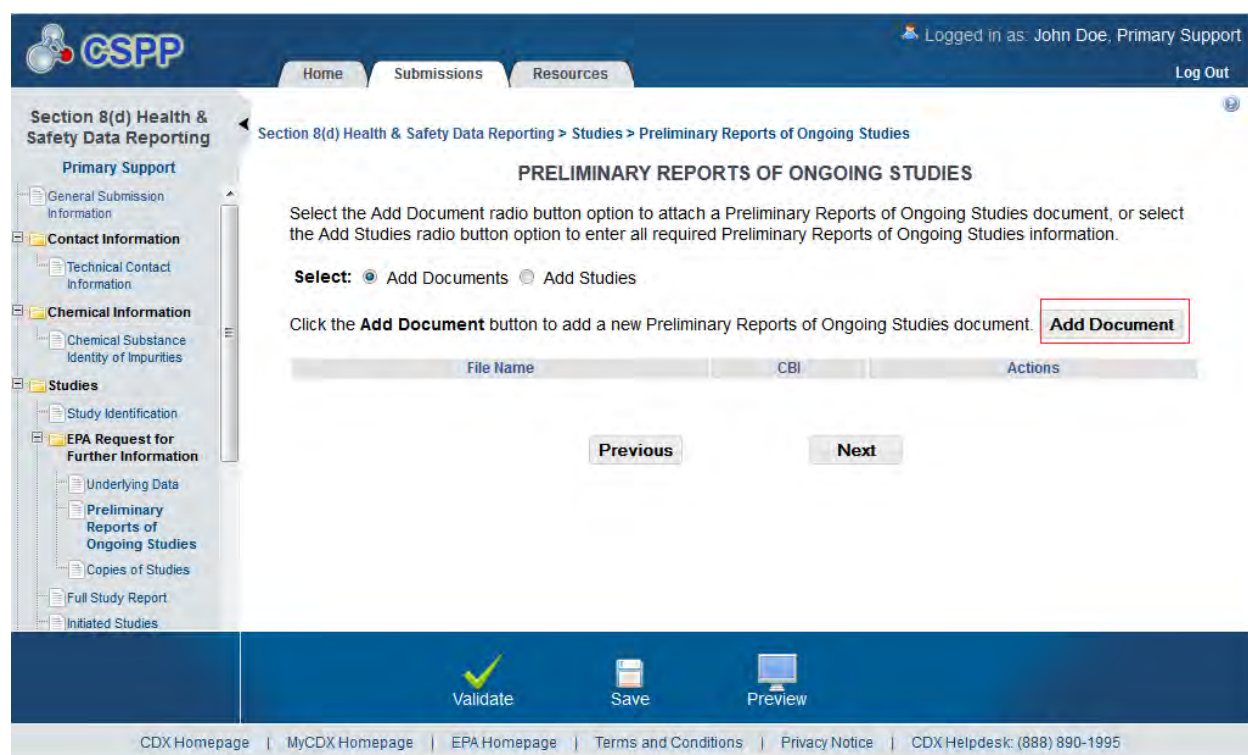 CSPP
Logged in as: John Doe, Primary Support
Home
Submissions
Resources
Log Out
Section 8(d) Health &
Safety Data Reporting
Primary Support
General Submission
Information
Contact Information
Technical Contact
Information
Chemical Information
Chemical Substance
Identity of Impurities
Studies
Study Identification
EPA Request for
Further Information
Underlying Data
Preliminary
Reports of
Ongoing Studies
Copies of Studies
Full Study Report
Initiated Studies
Section 8(d) Health & Safety Data Reporting > Studies > Preliminary Reports of Ongoing Studies
PRELIMINARY REPORTS OF ONGOING STUDIES
Select the Add Document radio button option to attach a Preliminary Reports of Ongoing Studies document, or select
the Add Studies radio button option to enter all required Preliminary Reports of Ongoing Studies information.
Select: Add Documents Add Studies
Click the Add Document button to add a new Preliminary Reports of Ongoing Studies document. Add Document
File Name CBI Actions
Previous Next
Validate Save Preview
CDX Homepage | MyCDX Homepage | EPA Homepage | Terms and Conditions | Privacy Notice | CDX Helpdesk: (888) 890-1995